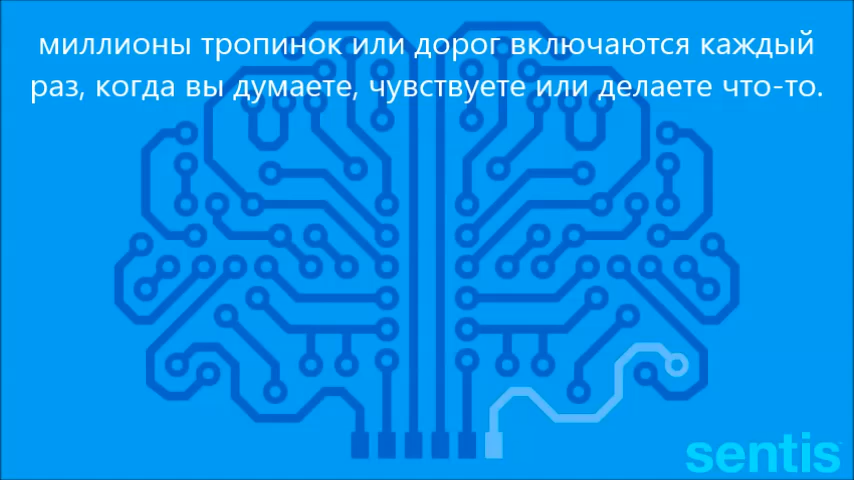 миллионы тропинок или дорог включаются каждый
раз, когда вы думаете, чувствуете или делаете что-то.
sentis